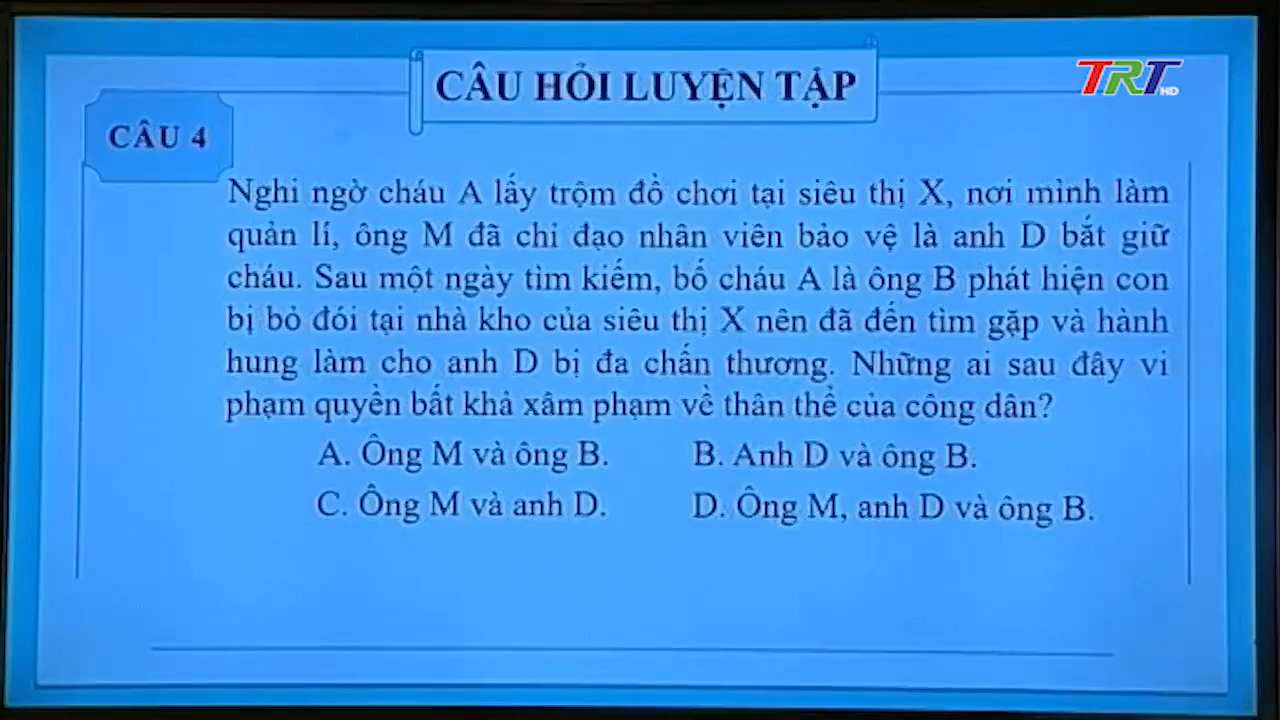 CÂU HỎI LUYỆN TẬP
TRT HD
CÂU 4
Nghi ngờ cháu A lấy trộm đồ chơi tại siêu thị X, nơi mình làm
quản lí, ông M đã chỉ đạo nhân viên bảo vệ là anh D bắt giữ
cháu. Sau một ngày tìm kiếm, bố cháu A là ông B phát hiện con
bị bỏ đói tại nhà kho của siêu thị X nên đã đến tìm gặp và hành
hung làm cho anh D bị đa chấn thương. Những ai sau đây vi
phạm quyền bất khả xâm phạm về thân thể của công dân?
A. Ông M và ông B. B. Anh D và ông B.
C. Ông M và anh D. D. Ông M, anh D và ông B.